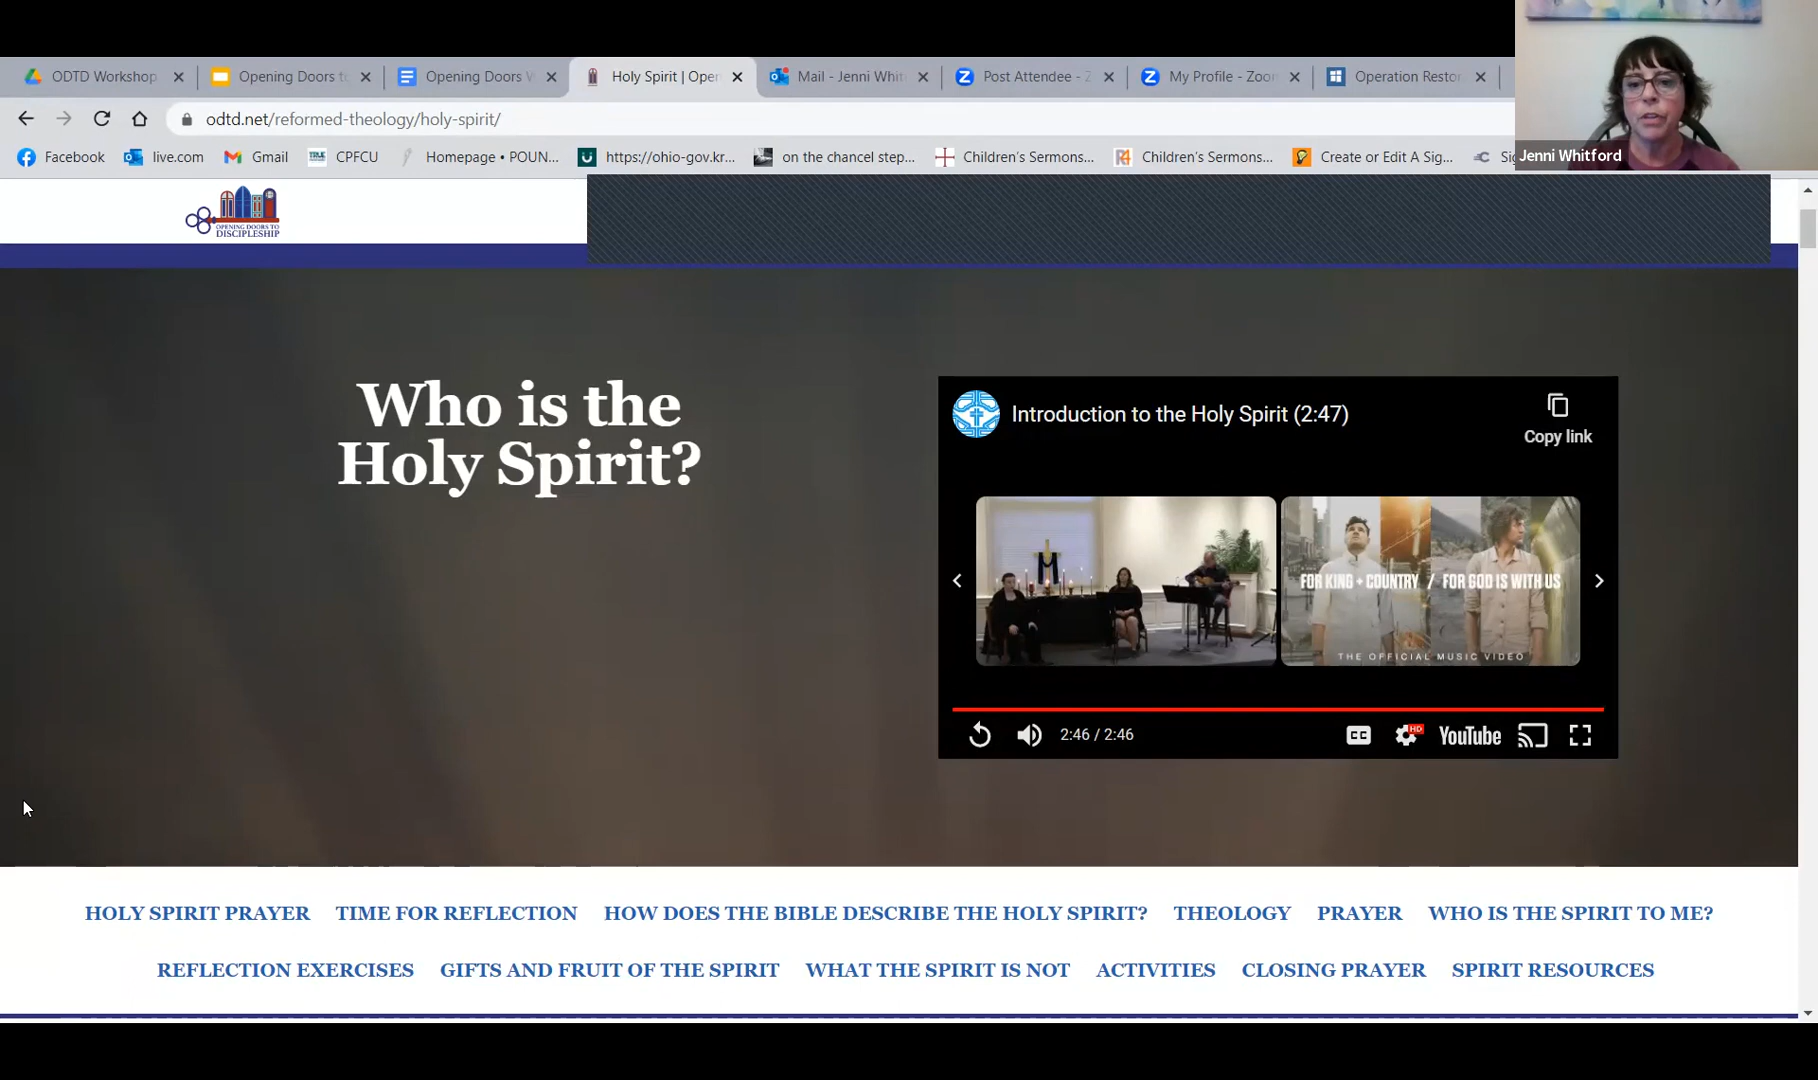 ODTD Workshop
Opening Doors to
Opening Doors W
Holy Spirit | Open
Mail - Jenni Whit
Post Attendee - Z
My Profile - Zoom
Operation Resto
odtd.net/reformed-theology/holy-spirit/
Facebook
live.com
Gmail
CPFCU
Homepage • POUN...
https://ohio-gov.kr...
on the chancel step...
Children's Sermons...
Children's Sermons...
Create or Edit A Sig...
Jenni Whitford
OPENING DOORS TO
DISCIPLESHIP
Who is the
Holy Spirit?
Introduction to the Holy Spirit (2:47)
Copy link
FOR KING + COUNTRY / FOR GOD IS WITH US
THE OFFICIAL MUSIC VIDEO
2:46 / 2:46
CC
HD
YouTube
HOLY SPIRIT PRAYER
TIME FOR REFLECTION
HOW DOES THE BIBLE DESCRIBE THE HOLY SPIRIT?
THEOLOGY
PRAYER
WHO IS THE SPIRIT TO ME?
REFLECTION EXERCISES
GIFTS AND FRUIT OF THE SPIRIT
WHAT THE SPIRIT IS NOT
ACTIVITIES
CLOSING PRAYER
SPIRIT RESOURCES